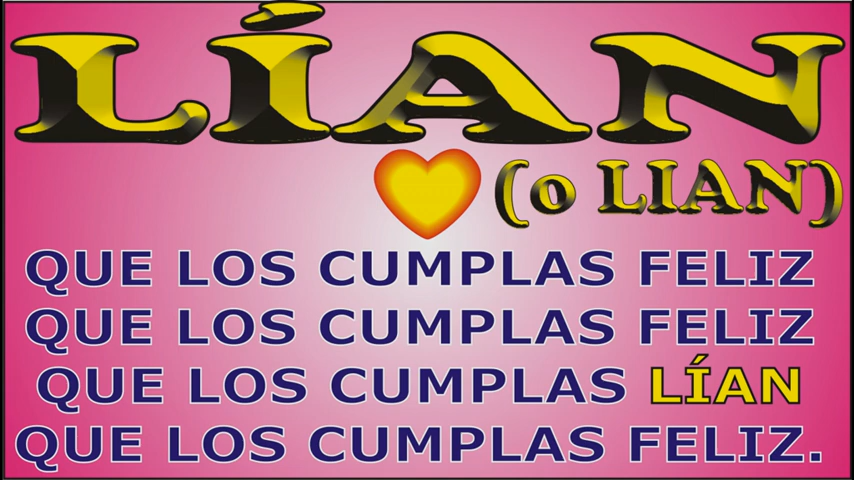 LÍAN
(o LIAN)
QUE LOS CUMPLAS FELIZ
QUE LOS CUMPLAS FELIZ
QUE LOS CUMPLAS LÍAN
QUE LOS CUMPLAS FELIZ.